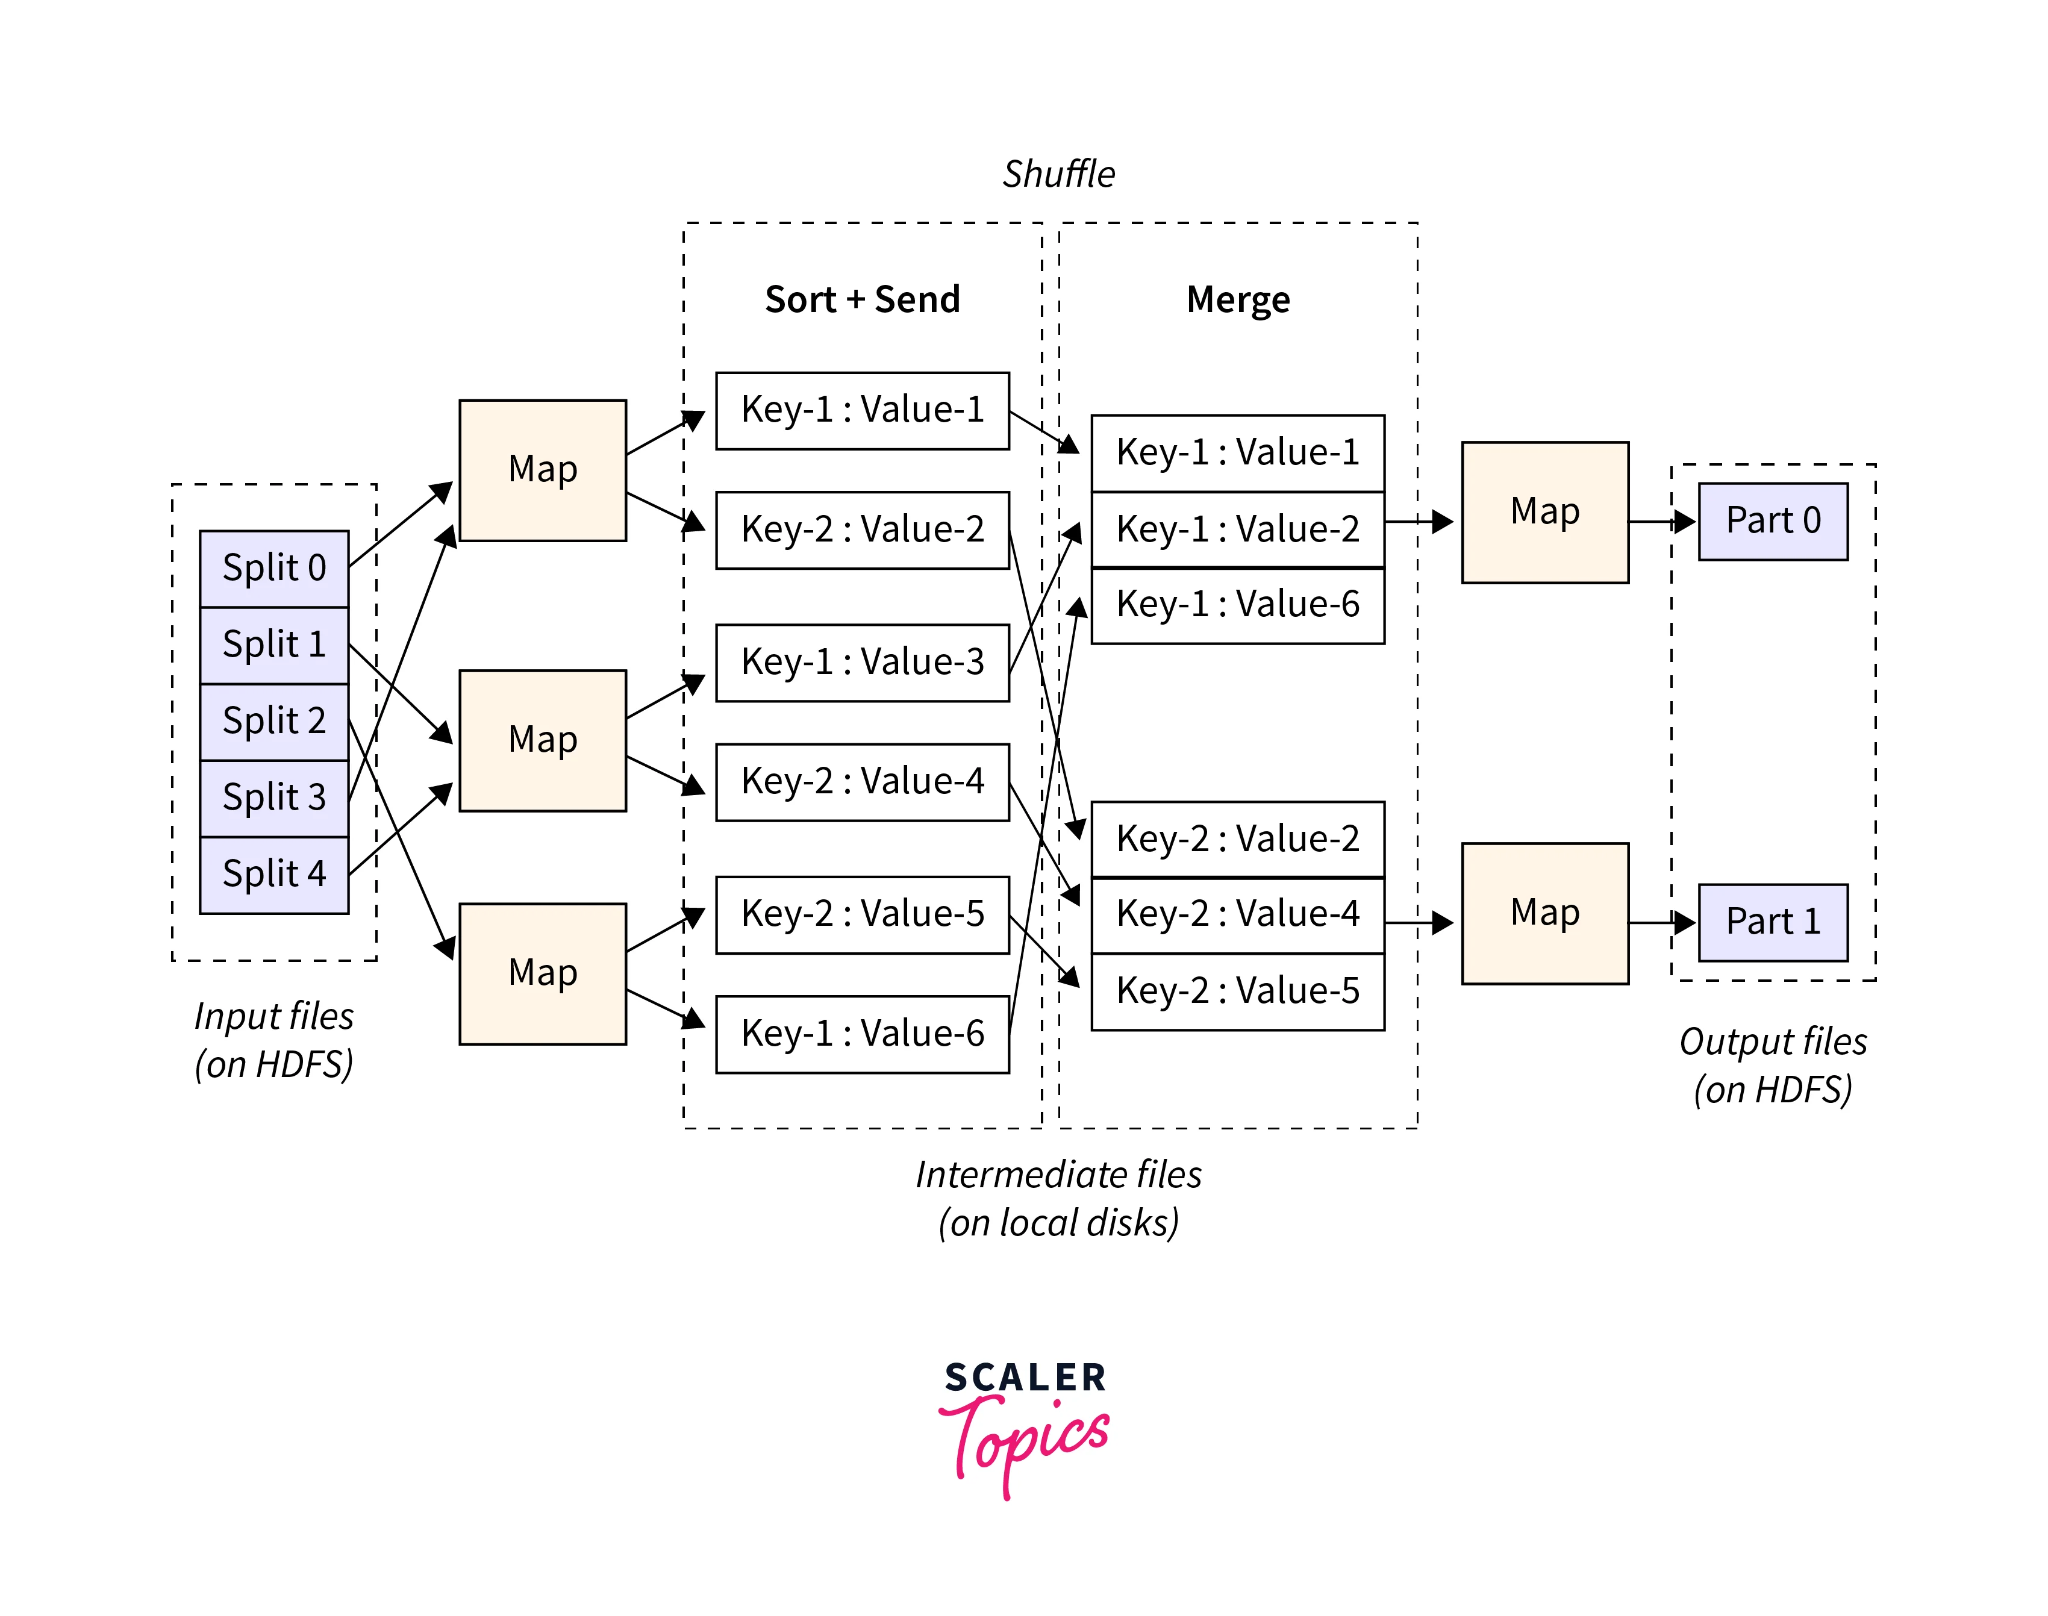 Shuffle
Sort + Send
Merge
Split 0
Split 1
Split 2
Split 3
Split 4
Input files
(on HDFS)
Map
Map
Map
Key-1 : Value-1
Key-2 : Value-2
Key-1 : Value-3
Key-2 : Value-4
Key-2 : Value-5
Key-1 : Value-6
Key-1 : Value-1
Key-1 : Value-2
Key-1 : Value-6
Key-2 : Value-2
Key-2 : Value-4
Key-2 : Value-5
Intermediate files
(on local disks)
Map
Map
Part 0
Part 1
Output files
(on HDFS)
SCALER
Topics